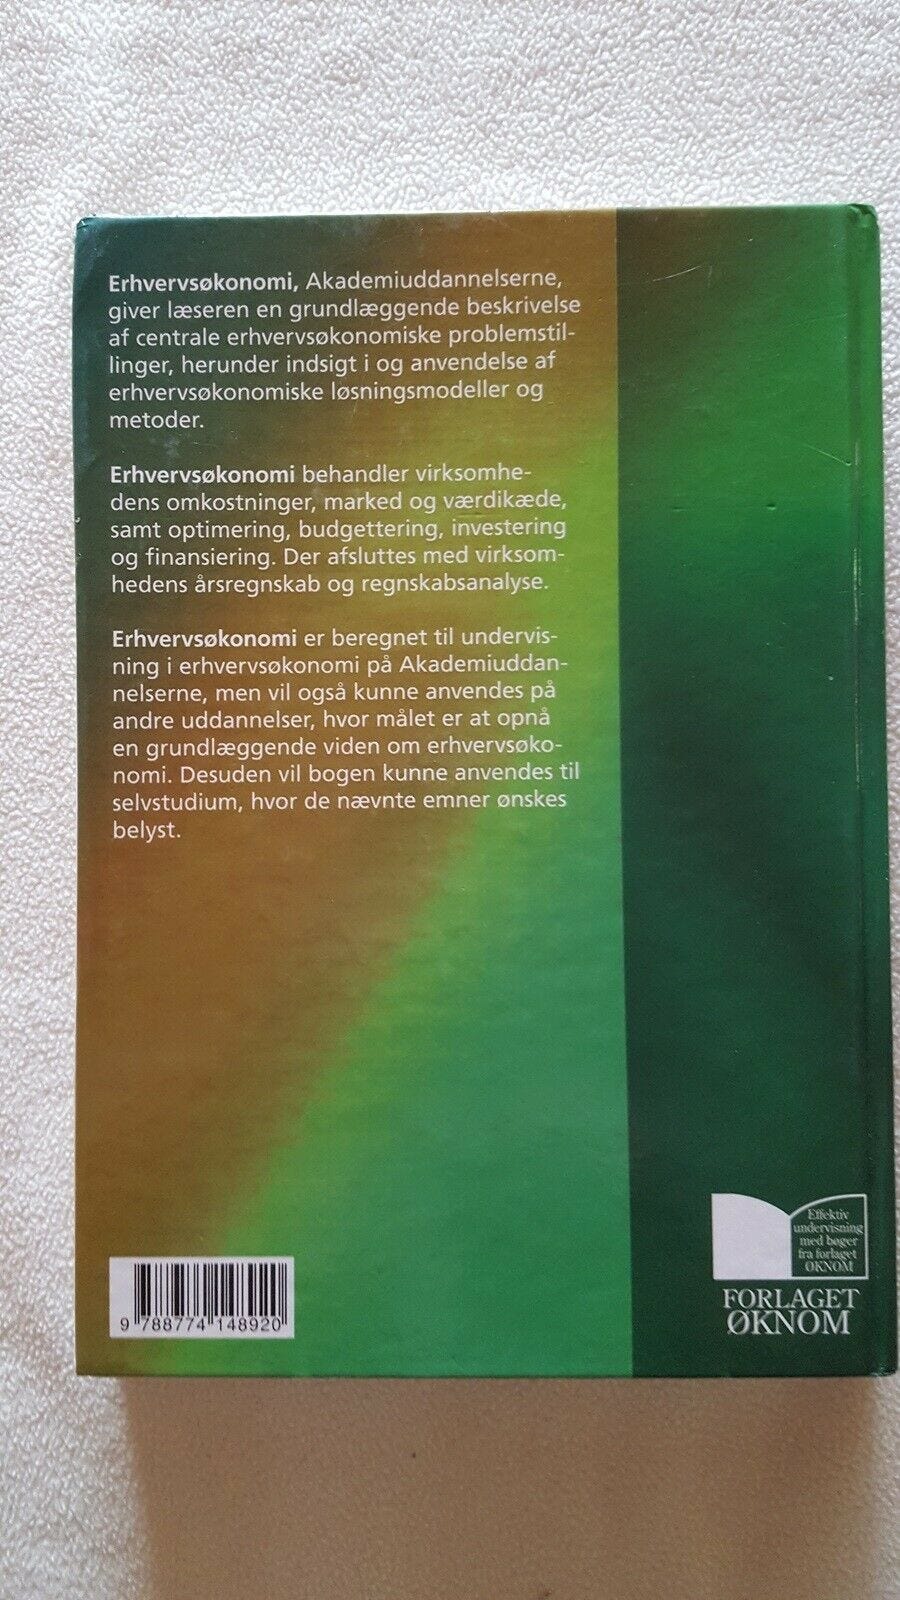 Erhvervsøkonomi, Akademiuddannelserne,
giver læseren en grundlæggende beskrivelse
af centrale erhvervsøkonomiske problemstil-
linger, herunder indsigt i og anvendelse af
erhvervsøkonomiske løsningsmodeller og
metoder.
Erhvervsøkonomi behandler virksomhe-
dens omkostninger, marked og værdikæde,
samt optimering, budgettering, investering
og finansiering. Der afsluttes med virksom-
hedens årsregnskab og regnskabsanalyse.
Erhvervsøkonomi er beregnet til undervis-
ning i erhvervsøkonomi på Akademiuddan-
nelserne, men vil også kunne anvendes på
andre uddannelser, hvor målet er at opnå
en grundlæggende viden om erhvervsøko-
nomi. Desuden vil bogen kunne anvendes til
selvstudium, hvor de nævnte emner ønskes
belyst.
Effektiv
undervisning
med bøger
fra forlaget
ØKNOM
FORLAGET
ØKNOM
9 788774 148920